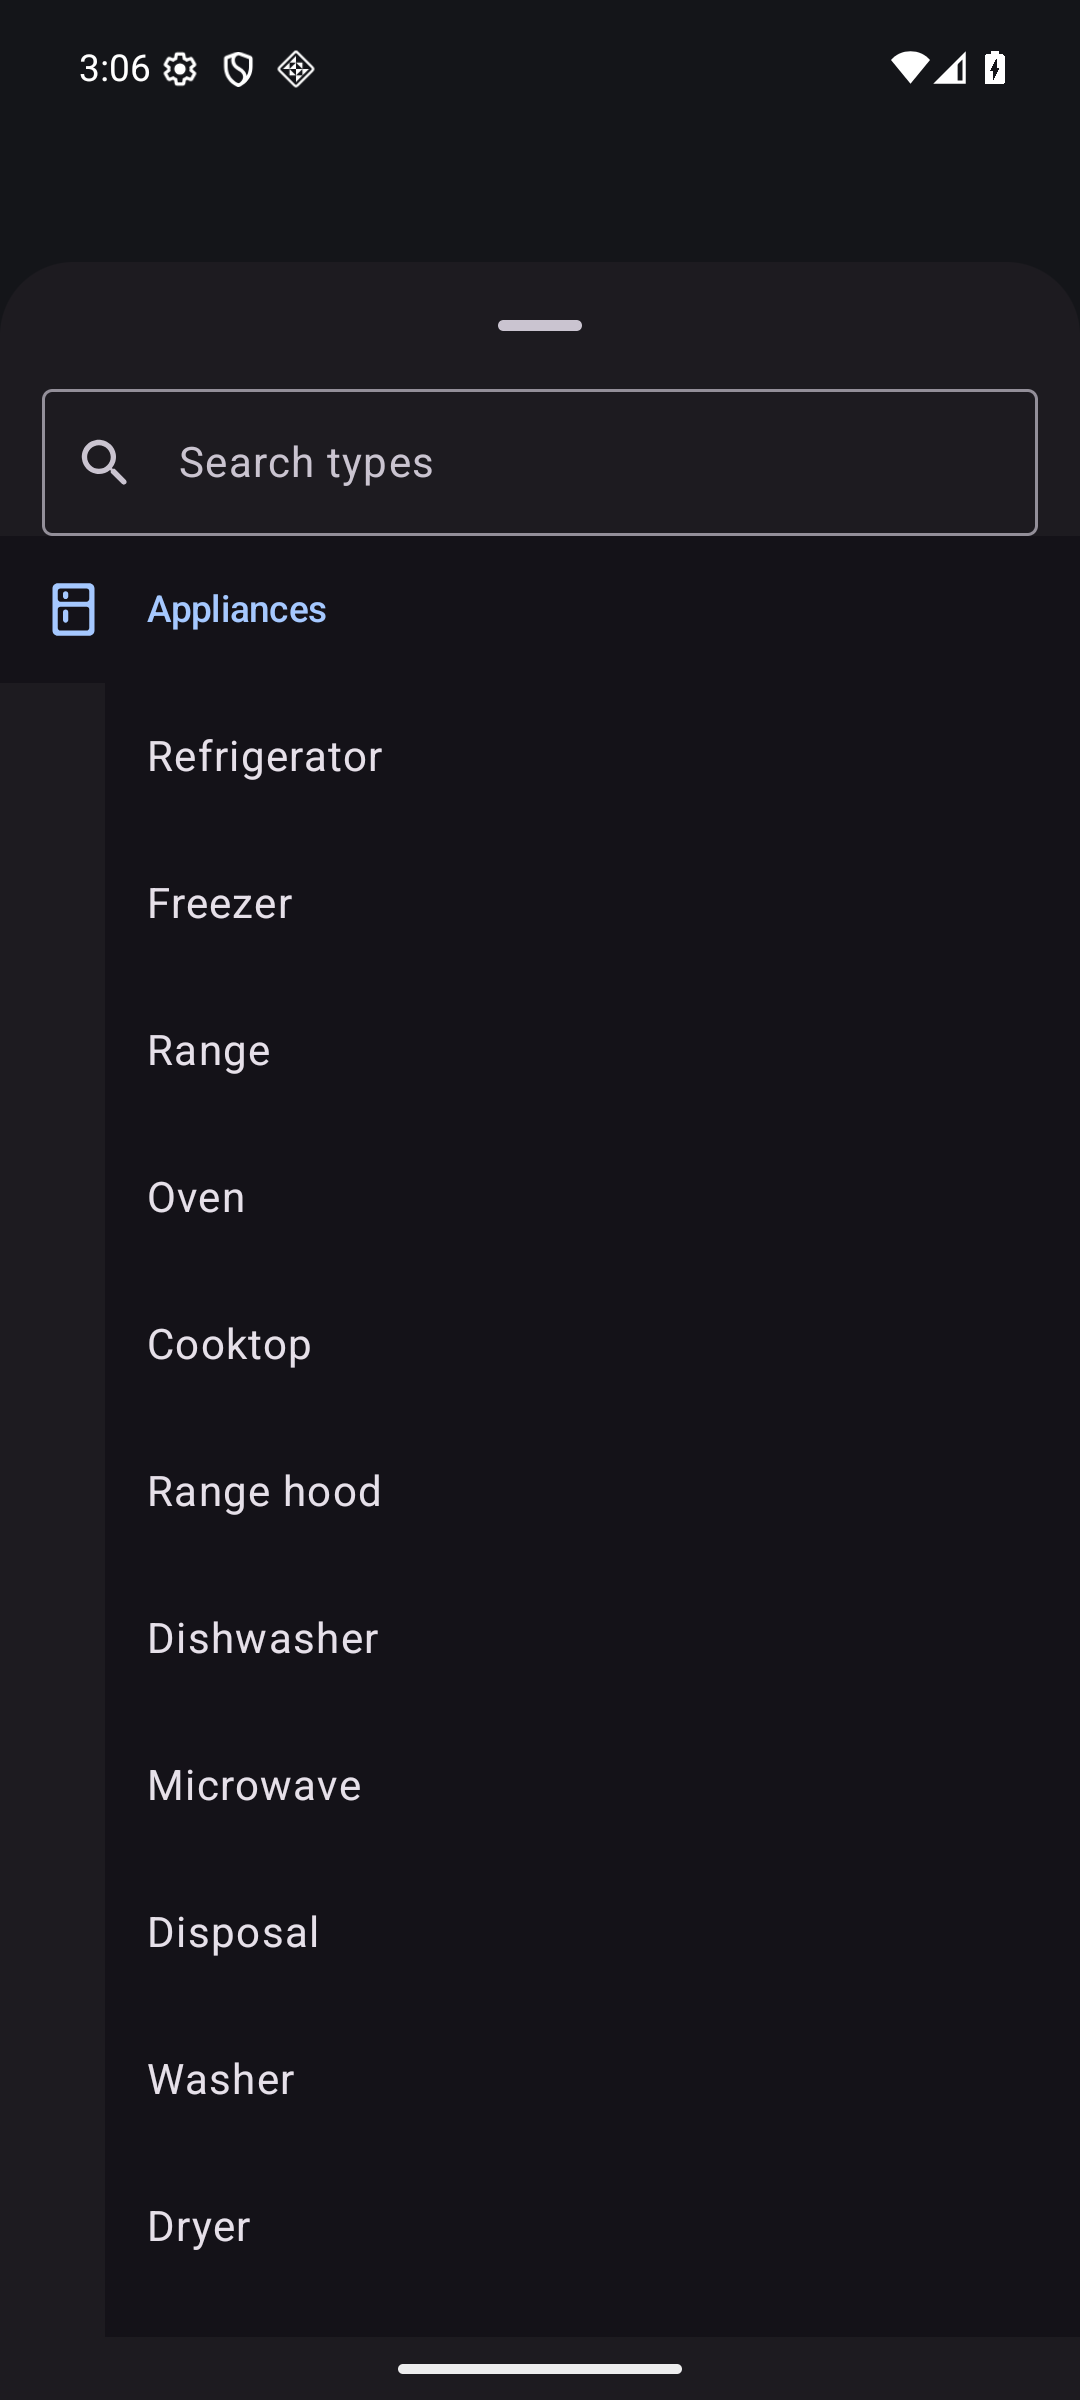 3:06
Search types
Appliances
Refrigerator
Freezer
Range
Oven
Cooktop
Range hood
Dishwasher
Microwave
Disposal
Washer
Dryer